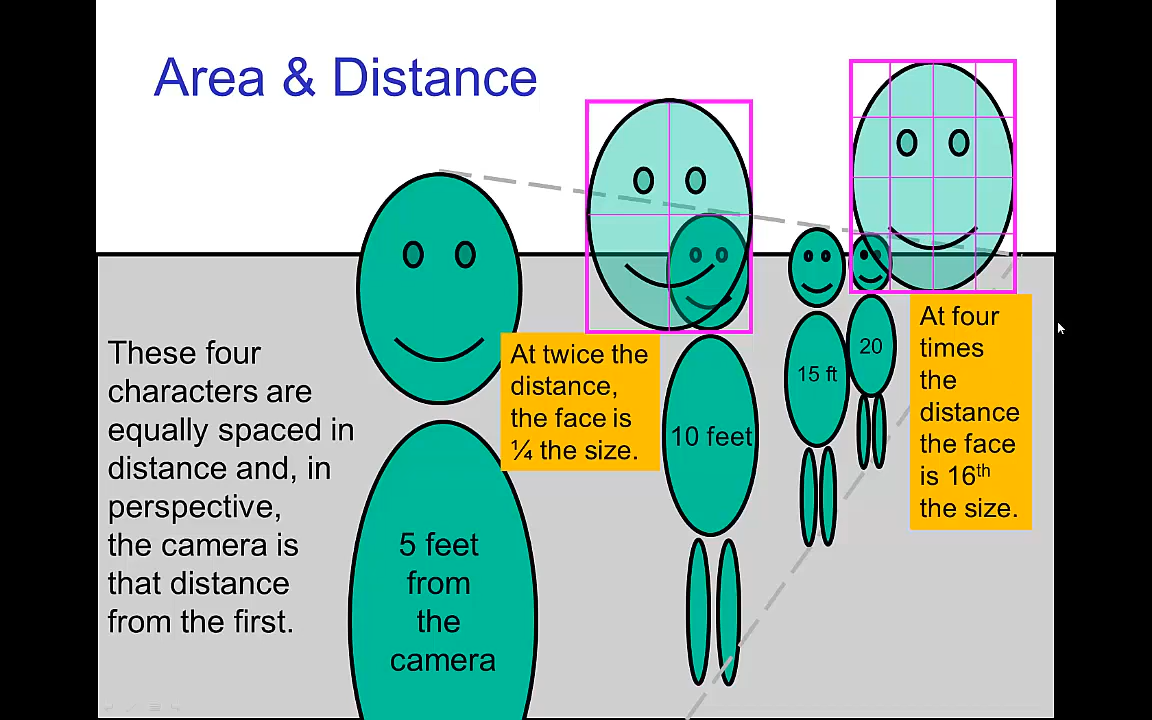 Area & Distance
These four
characters are
equally spaced in
distance and, in
perspective,
the camera is
that distance
from the first.
5 feet
from
the
camera
At twice the
distance,
the face is
¼ the size.
10 feet
15 ft
20
At four
times
the
distance
the face
is 16th
the size.